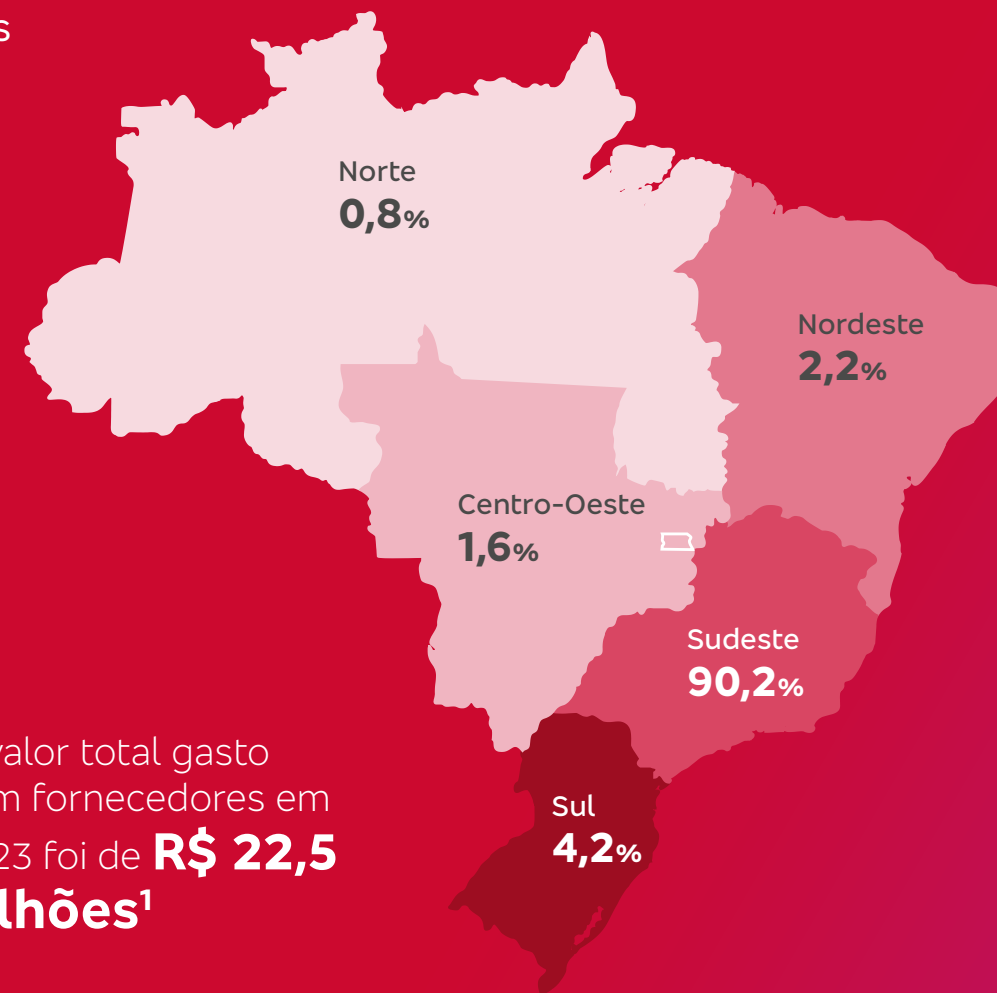 s
Norte
0,8%
Nordeste
2,2%
Centro-Oeste
1,6%
Sudeste
90,2%
Sul
4,2%
valor total gasto
m fornecedores em
23 foi de R$ 22,5
lhões¹